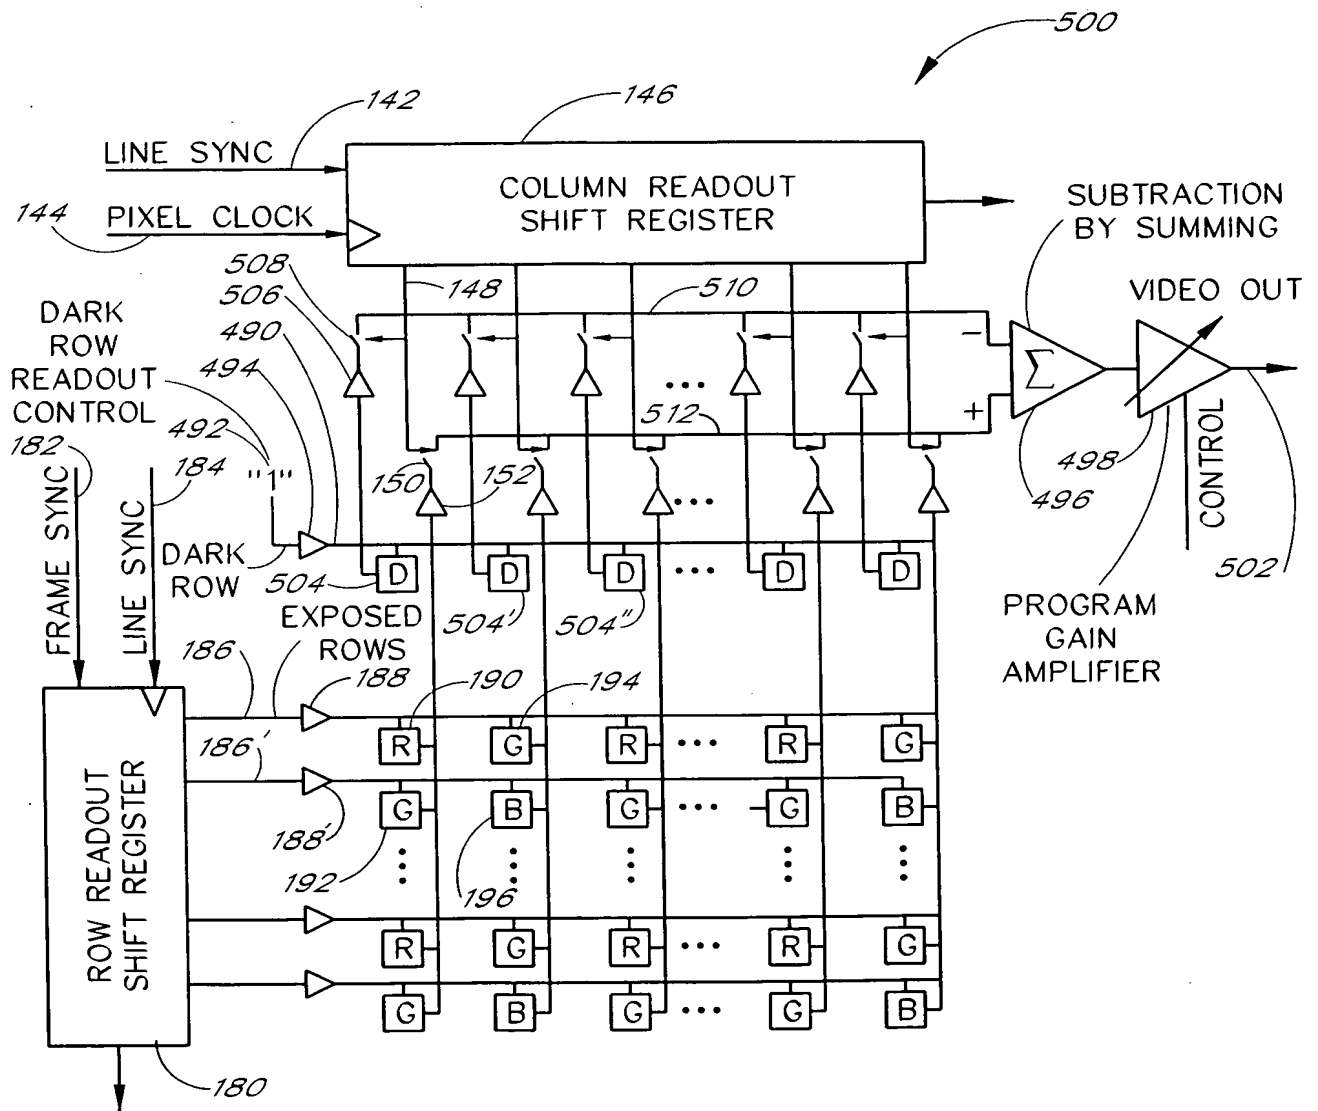 500
142
146
LINE SYNC
COLUMN READOUT
SHIFT REGISTER
144
PIXEL CLOCK
SUBTRACTION
BY SUMMING
508
506
490
494
148
510
VIDEO OUT
DARK
ROW
READOUT
CONTROL
−
Σ
+
...
512
492
"1"
182
184
150
152
...
498
496
CONTROL
502
FRAME SYNC
LINE SYNC
DARK
ROW
504
D D D ... D D
504'
504"
EXPOSED
ROWS
PROGRAM
GAIN
AMPLIFIER
186
188
190
194
R G R ... R G
186'
188'
G B G ... G B
192
196
ROW READOUT
SHIFT REGISTER
R G R ... R G
G B G ... G B
180